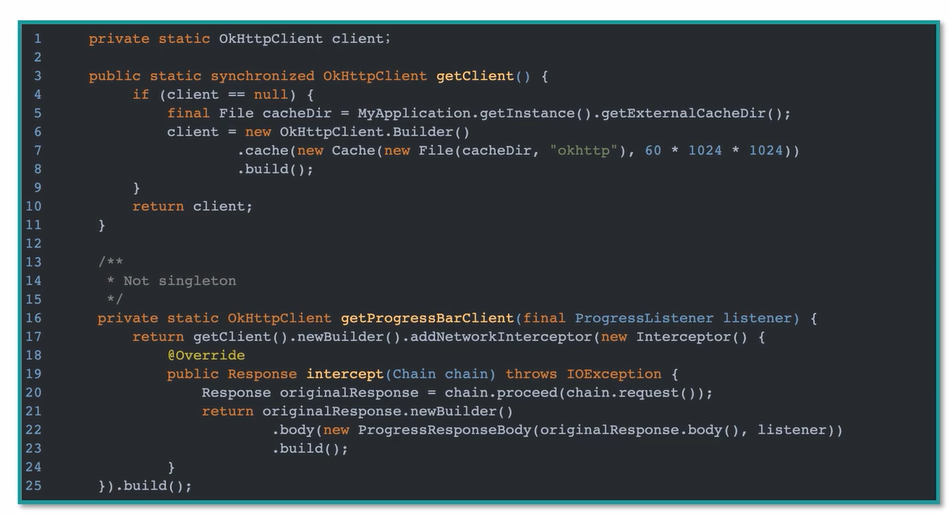 1 private static OkHttpClient client;
2
3 public static synchronized OkHttpClient getClient() {
4 if (client == null) {
5 final File cacheDir = MyApplication.getInstance().getExternalCacheDir();
6 client = new OkHttpClient.Builder()
7 .cache(new Cache(new File(cacheDir, "okhttp"), 60 * 1024 * 1024))
8 .build();
9 }
10 return client;
11 }
12
13 /**
14 * Not singleton
15 */
16 private static OkHttpClient getProgressBarClient(final ProgressListener listener) {
17 return getClient().newBuilder().addNetworkInterceptor(new Interceptor() {
18 @Override
19 public Response intercept(Chain chain) throws IOException {
20 Response originalResponse = chain.proceed(chain.request());
21 return originalResponse.newBuilder()
22 .body(new ProgressResponseBody(originalResponse.body(), listener))
23 .build();
24 }
25 }).build();